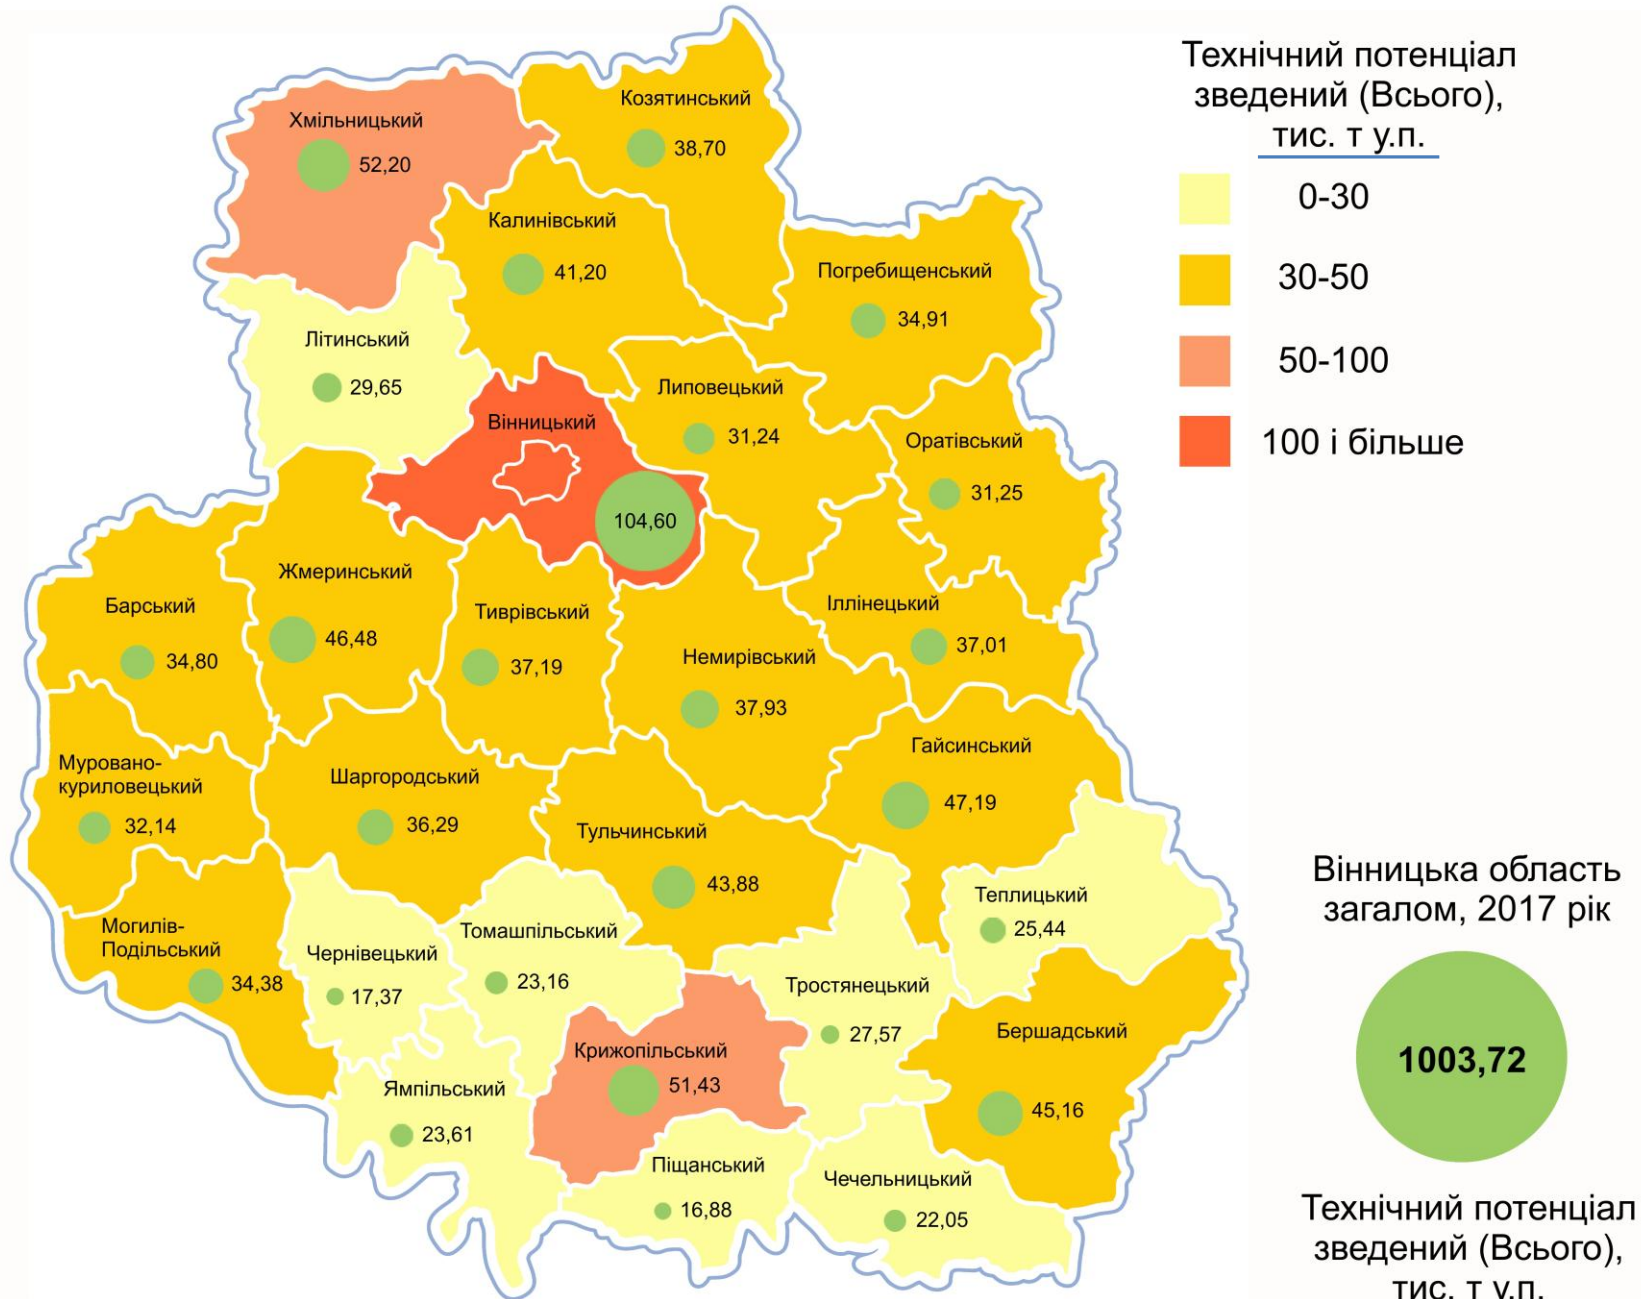 Технічний потенціал
зведений (Всього),
тис. т у.п.
0-30
30-50
50-100
100 і більше
Козятинський
38,70
Хмільницький
52,20
Калинівський
41,20
Погребищенський
34,91
Літинський
29,65
Липовецький
31,24
Вінницький
104,60
Оратівський
31,25
Жмеринський
46,48
Барський
34,80
Тиврівський
37,19
Іллінецький
37,01
Немирівський
37,93
Гайсинський
47,19
Муровано-
куриловецький
32,14
Шаргородський
36,29
Тульчинський
43,88
Теплицький
25,44
Могилів-
Подільський
34,38
Чернівецький
17,37
Томашпільський
23,16
Тростянецький
27,57
Бершадський
45,16
Крижопільський
51,43
Ямпільський
23,61
Піщанський
16,88
Чечельницький
22,05
Вінницька область
загалом, 2017 рік
1003,72
Технічний потенціал
зведений (Всього),
тис. т у.п.